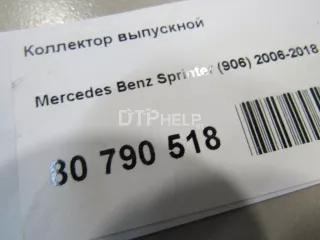 Коллектор выпускной
Mercedes Benz Sprinter (906) 2006-2018
DTPHELP
80 790 518